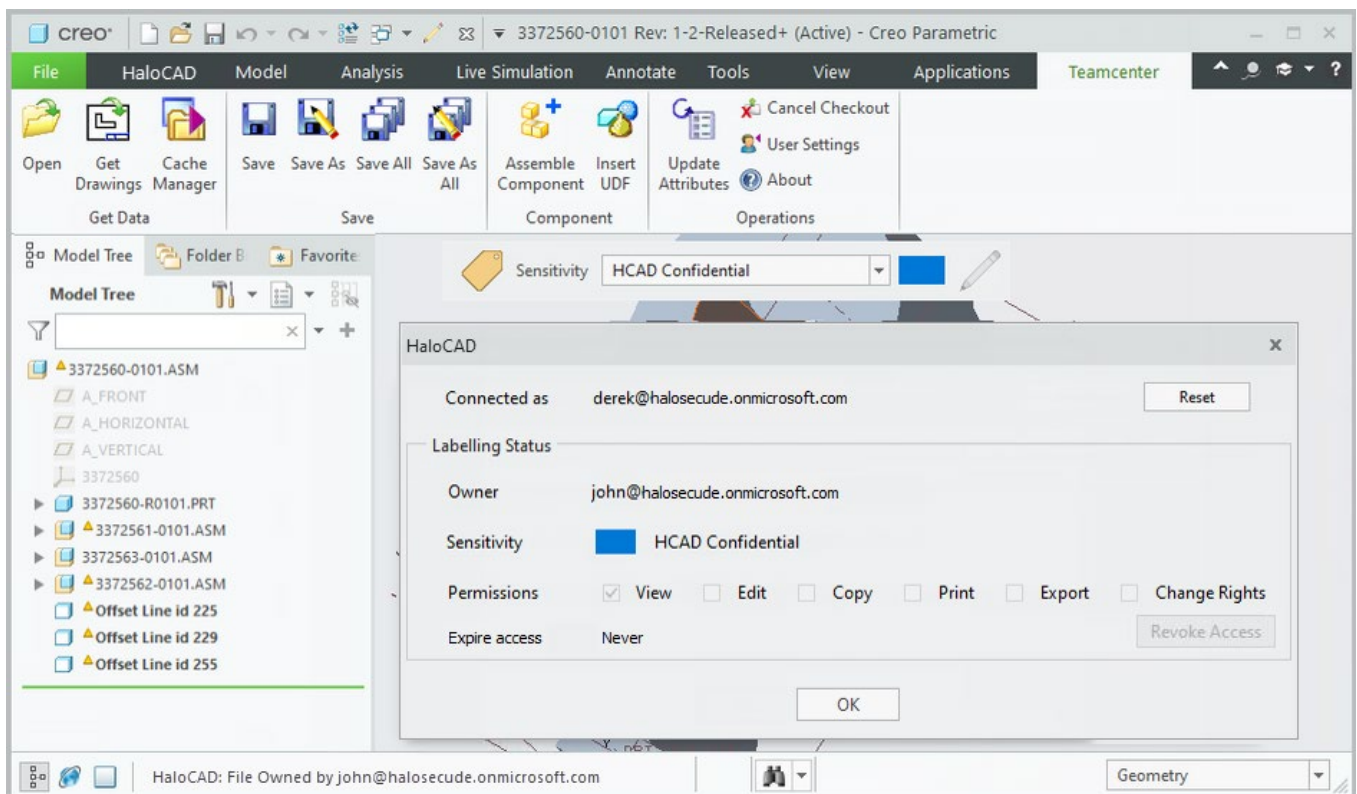 creo 3372560-0101 Rev: 1-2-Released+ (Active) - Creo Parametric
File HaloCAD Model Analysis Live Simulation Annotate Tools View Applications Teamcenter ?
Open Get Drawings Cache Manager Save Save As Save All Save As All Assemble Component Insert UDF Update Attributes
Cancel Checkout
User Settings
About
Get Data Save Component Operations
Model Tree Folder B Favorite
Sensitivity HCAD Confidential
Model Tree
HaloCAD
3372560-0101.ASM
A_FRONT
A_HORIZONTAL
A_VERTICAL
3372560
3372560-R0101.PRT
3372561-0101.ASM
3372563-0101.ASM
3372562-0101.ASM
Offset Line id 225
Offset Line id 229
Offset Line id 255
Connected as derek@halosecude.onmicrosoft.com Reset
Labelling Status
Owner john@halosecude.onmicrosoft.com
Sensitivity HCAD Confidential
Permissions View Edit Copy Print Export Change Rights
Expire access Never Revoke Access
OK
HaloCAD: File Owned by john@halosecude.onmicrosoft.com Geometry